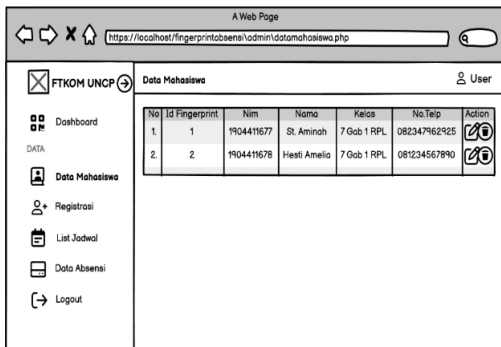 A Web Page
https://localhost/fingerprintabsensi\admin\datamahasiswa.php
FTKOM UNCP
Data Mahasiswa
User
Dashboard
DATA
Data Mahasiswa
Registrasi
List Jadwal
Data Absensi
Logout
No Id Fingerprint Nim Nama Kelas No.Telp Action
1. 1 1904411677 St. Aminah 7 Gab 1 RPL 082347962925
2. 2 1904411678 Hesti Amelia 7 Gab 1 RPL 081234567890